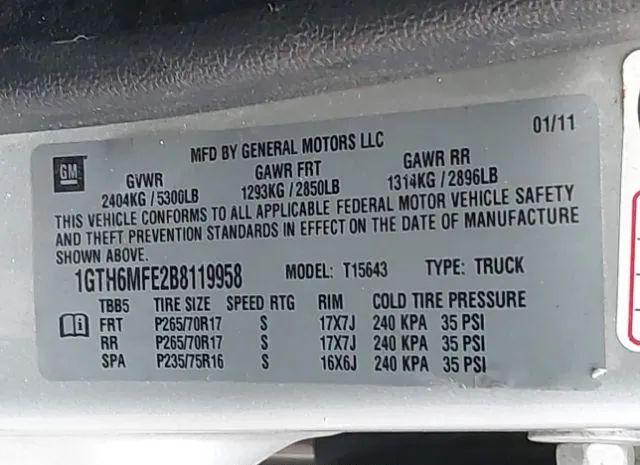 MFD BY GENERAL MOTORS LLC 01/11
GM
GVWR GAWR FRT GAWR RR
2404KG / 5300LB 1293KG / 2850LB 1314KG / 2896LB
THIS VEHICLE CONFORMS TO ALL APPLICABLE FEDERAL MOTOR VEHICLE SAFETY
AND THEFT PREVENTION STANDARDS IN EFFECT ON THE DATE OF MANUFACTURE
SHOWN ABOVE.
1GTH6MFE2B8119958 MODEL: T15643 TYPE: TRUCK
TBB5 TIRE SIZE SPEED RTG RIM COLD TIRE PRESSURE
FRT P265/70R17 S 17X7J 240 KPA 35 PSI
RR P265/70R17 S 17X7J 240 KPA 35 PSI
SPA P235/75R16 S 16X6J 240 KPA 35 PSI